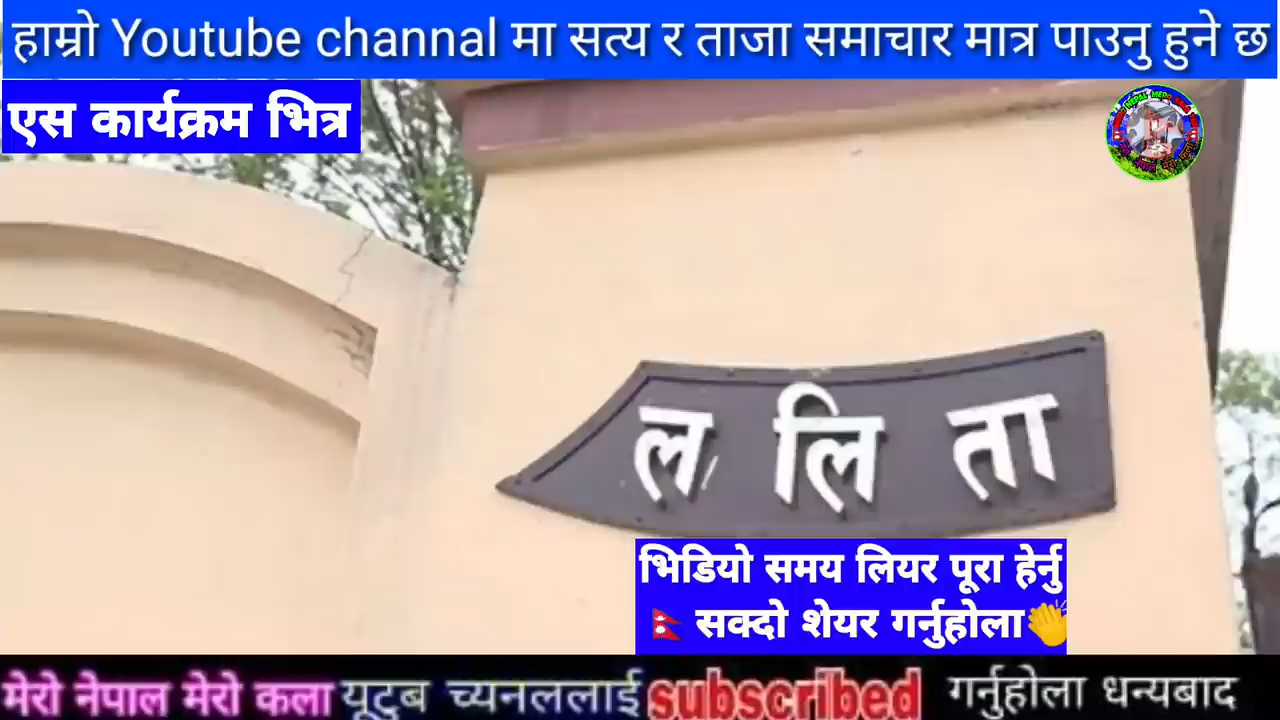 हाम्रो Youtube channal मा सत्य र ताजा समाचार मात्र पाउनु हुने छ
एस कार्यक्रम भित्र
ललिता
भिडियो समय लियर पूरा हेर्नु
🇳🇵 सक्दो शेयर गर्नुहोला👏
मेरो नेपाल मेरो कला यूटुब च्यनललाई subscribed गर्नुहोला धन्यबाद